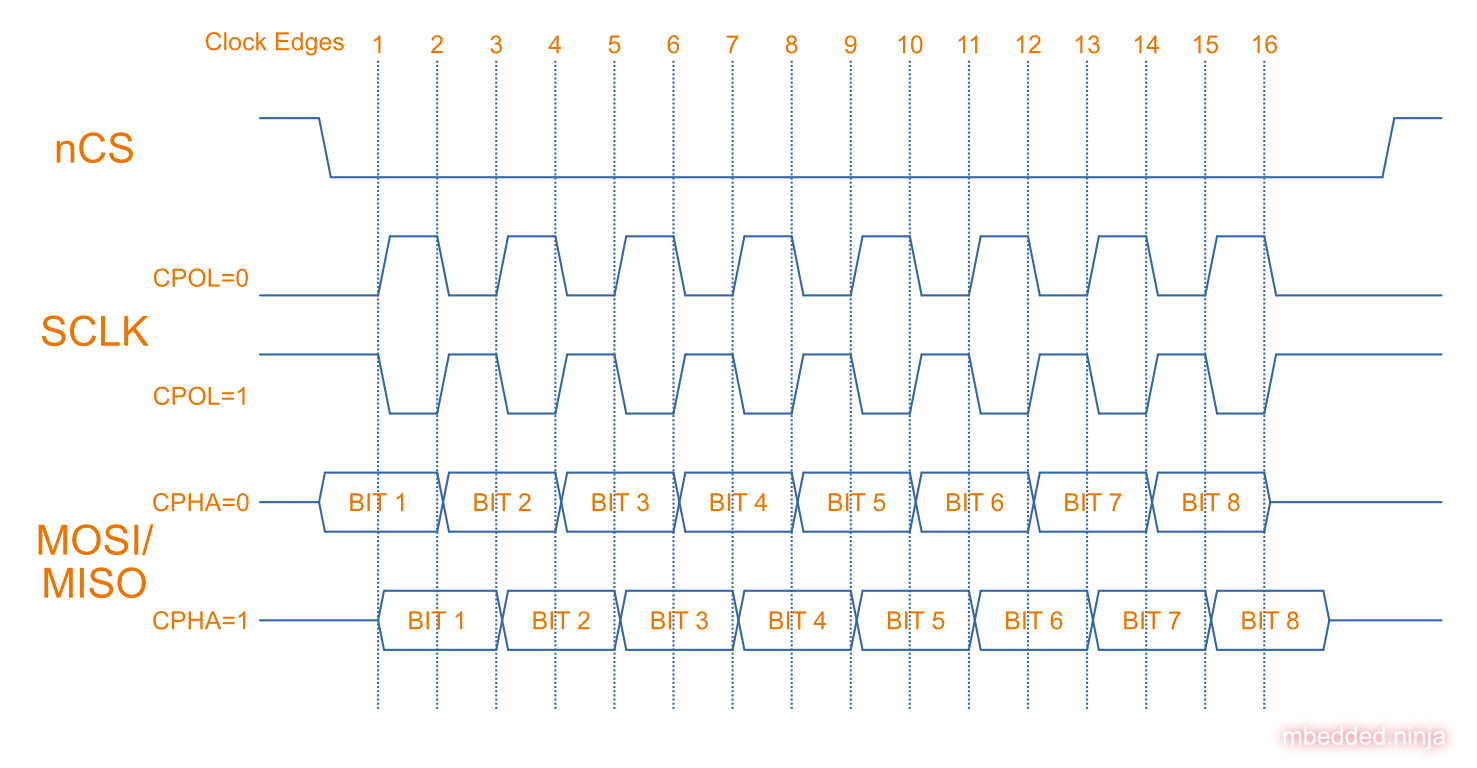 Clock Edges 1 2 3 4 5 6 7 8 9 10 11 12 13 14 15 16
nCS
CPOL=0
SCLK
CPOL=1
CPHA=0 BIT 1 BIT 2 BIT 3 BIT 4 BIT 5 BIT 6 BIT 7 BIT 8
MOSI/
MISO
CPHA=1 BIT 1 BIT 2 BIT 3 BIT 4 BIT 5 BIT 6 BIT 7 BIT 8
mbedded.ninja